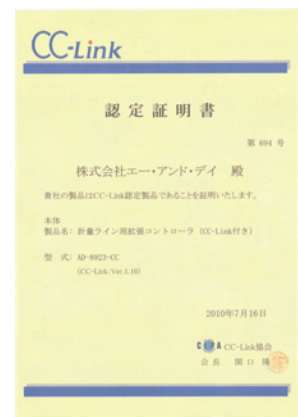 CC-Link
認定証明書
第 694 号
株式会社エー・アンド・デイ 殿
貴社の製品はCC-Link認定製品であることを証明いたします。
本体
製品名: 計量ライン用拡張コントローラ (CC-Link付き)
型 式: AD-8923-CC
(CC-Link:Ver.1.10)
2010年7月16日
CLPA CC-Link協会
会長 関口 隆